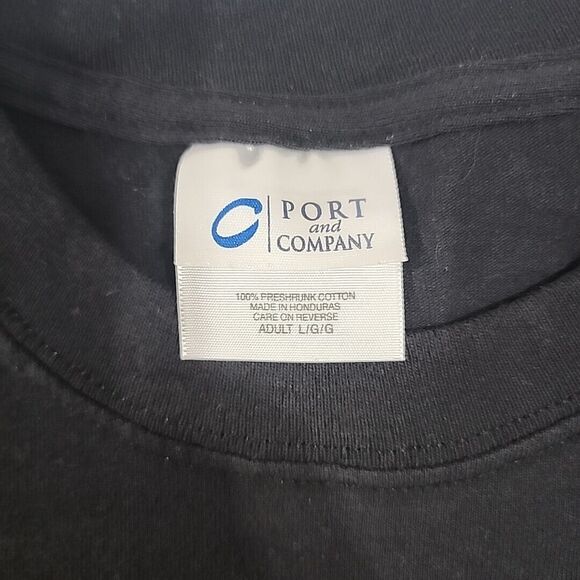 PORT
and
COMPANY
100% PRESHRUNK COTTON
MADE IN HONDURAS
CARE ON REVERSE
ADULT L/G/G